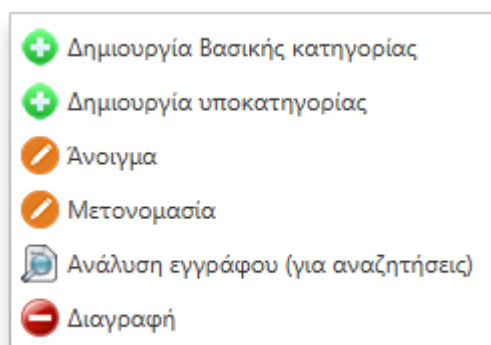 Δημιουργία Βασικής κατηγορίας
Δημιουργία υποκατηγορίας
Άνοιγμα
Μετονομασία
Ανάλυση εγγράφου (για αναζητήσεις)
Διαγραφή